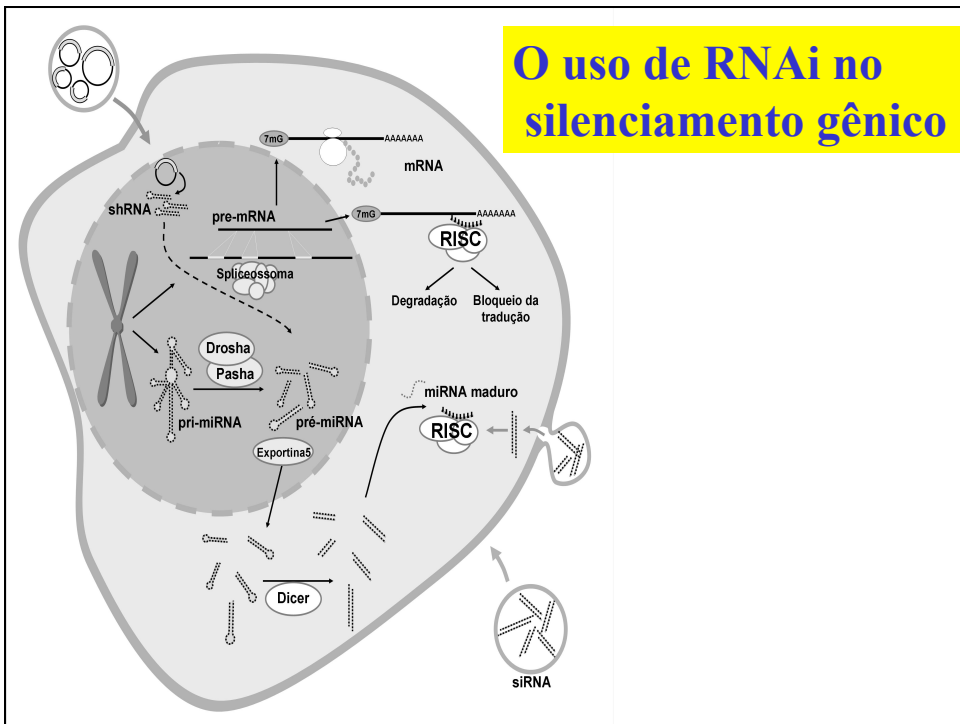 O uso de RNAi no
silenciamento gênico
7mG
AAAAAAA
mRNA
shRNA
pre-mRNA
7mG
AAAAAAA
RISC
Spliceossoma
Degradação
Bloqueio da
tradução
Drosha
Pasha
miRNA maduro
pri-miRNA
pré-miRNA
RISC
Exportina5
Dicer
siRNA